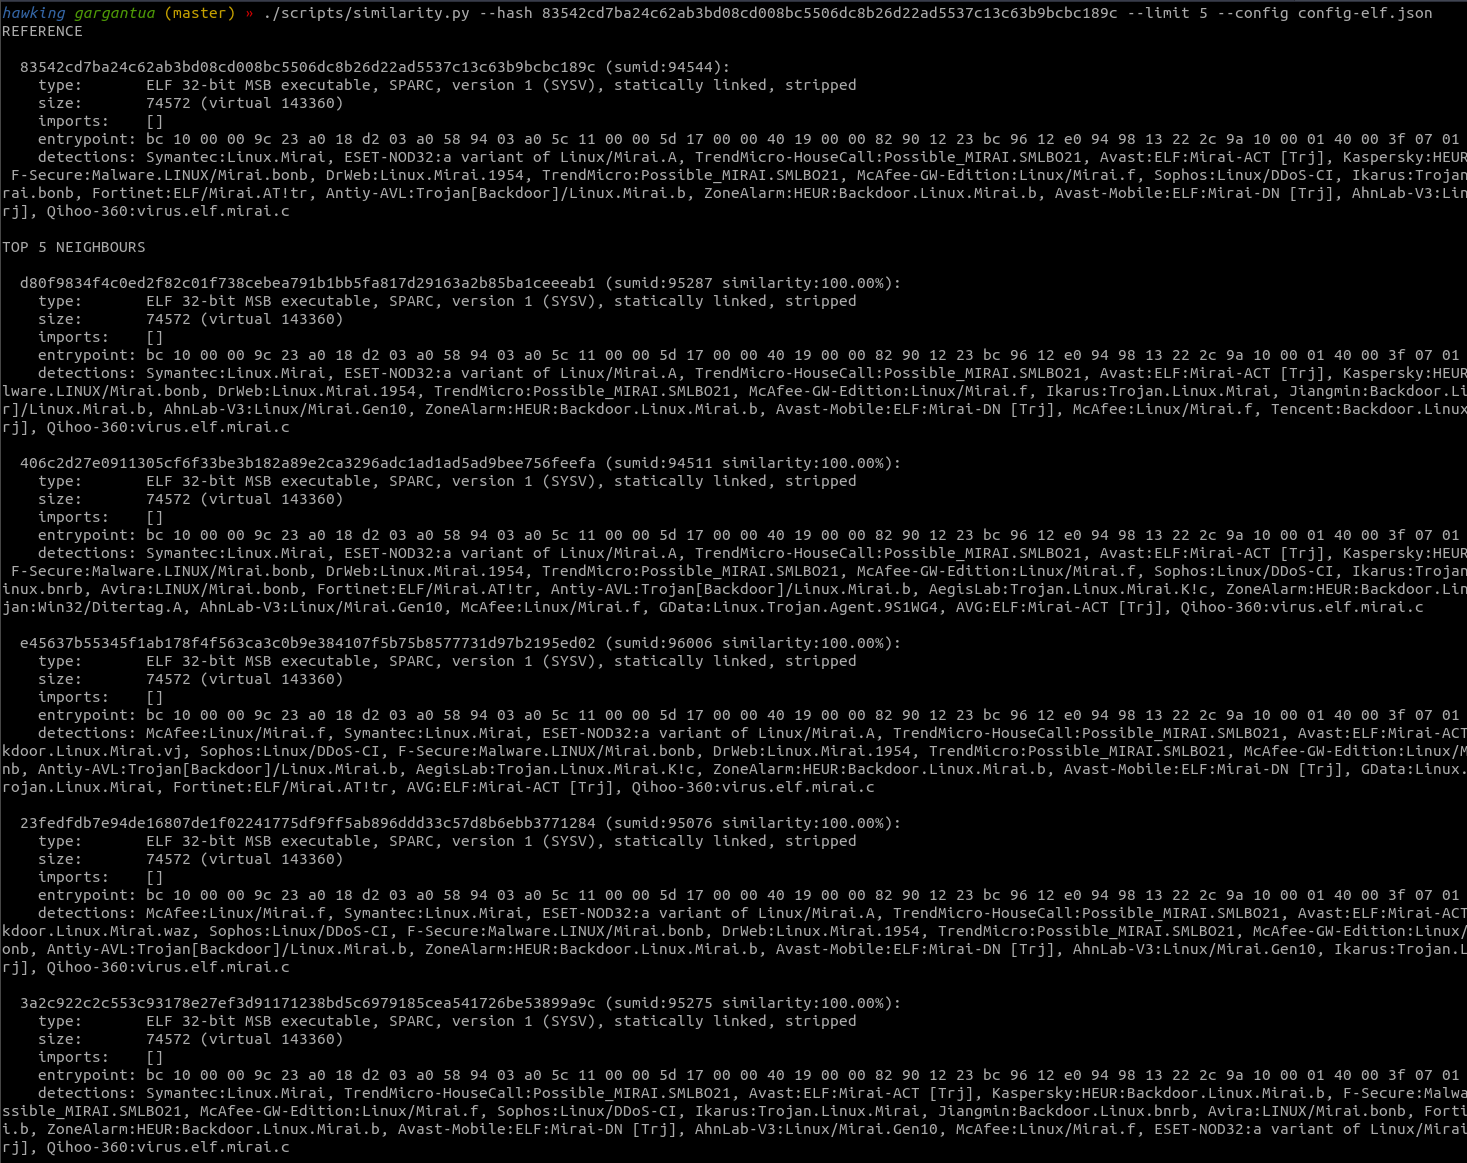 hawking gargantua (master) » ./scripts/similarity.py --hash 83542cd7ba24c62ab3bd08cd008bc5506dc8b26d22ad5537c13c63b9bcbc189c --limit 5 --config config-elf.json
REFERENCE
83542cd7ba24c62ab3bd08cd008bc5506dc8b26d22ad5537c13c63b9bcbc189c (sumid:94544):
type: ELF 32-bit MSB executable, SPARC, version 1 (SYSV), statically linked, stripped
size: 74572 (virtual 143360)
imports: []
entrypoint: bc 10 00 00 9c 23 a0 18 d2 03 a0 58 94 03 a0 5c 11 00 00 5d 17 00 00 40 19 00 00 82 90 12 23 bc 96 12 e0 94 98 13 22 2c 9a 10 00 01 40 00 3f 07 01
detections: Symantec:Linux.Mirai, ESET-NOD32:a variant of Linux/Mirai.A, TrendMicro-HouseCall:Possible_MIRAI.SMLBO21, Avast:ELF:Mirai-ACT [Trj], Kaspersky:HEUR
F-Secure:Malware.LINUX/Mirai.bonb, DrWeb:Linux.Mirai.1954, TrendMicro:Possible_MIRAI.SMLBO21, McAfee-GW-Edition:Linux/Mirai.f, Sophos:Linux/DDoS-CI, Ikarus:Trojan
rai.bonb, Fortinet:ELF/Mirai.AT!tr, Antiy-AVL:Trojan[Backdoor]/Linux.Mirai.b, ZoneAlarm:HEUR:Backdoor.Linux.Mirai.b, Avast-Mobile:ELF:Mirai-DN [Trj], AhnLab-V3:Lin
rj], Qihoo-360:virus.elf.mirai.c
TOP 5 NEIGHBOURS
d80f9834f4c0ed2f82c01f738cebea791b1bb5fa817d29163a2b85ba1ceeeab1 (sumid:95287 similarity:100.00%):
type: ELF 32-bit MSB executable, SPARC, version 1 (SYSV), statically linked, stripped
size: 74572 (virtual 143360)
imports: []
entrypoint: bc 10 00 00 9c 23 a0 18 d2 03 a0 58 94 03 a0 5c 11 00 00 5d 17 00 00 40 19 00 00 82 90 12 23 bc 96 12 e0 94 98 13 22 2c 9a 10 00 01 40 00 3f 07 01
detections: Symantec:Linux.Mirai, ESET-NOD32:a variant of Linux/Mirai.A, TrendMicro-HouseCall:Possible_MIRAI.SMLBO21, Avast:ELF:Mirai-ACT [Trj], Kaspersky:HEUR
lware.LINUX/Mirai.bonb, DrWeb:Linux.Mirai.1954, TrendMicro:Possible_MIRAI.SMLBO21, McAfee-GW-Edition:Linux/Mirai.f, Ikarus:Trojan.Linux.Mirai, Jiangmin:Backdoor.Li
r]/Linux.Mirai.b, AhnLab-V3:Linux/Mirai.Gen10, ZoneAlarm:HEUR:Backdoor.Linux.Mirai.b, Avast-Mobile:ELF:Mirai-DN [Trj], McAfee:Linux/Mirai.f, Tencent:Backdoor.Linux
rj], Qihoo-360:virus.elf.mirai.c
406c2d27e0911305cf6f33be3b182a89e2ca3296adc1ad1ad5ad9bee756feefa (sumid:94511 similarity:100.00%):
type: ELF 32-bit MSB executable, SPARC, version 1 (SYSV), statically linked, stripped
size: 74572 (virtual 143360)
imports: []
entrypoint: bc 10 00 00 9c 23 a0 18 d2 03 a0 58 94 03 a0 5c 11 00 00 5d 17 00 00 40 19 00 00 82 90 12 23 bc 96 12 e0 94 98 13 22 2c 9a 10 00 01 40 00 3f 07 01
detections: Symantec:Linux.Mirai, ESET-NOD32:a variant of Linux/Mirai.A, TrendMicro-HouseCall:Possible_MIRAI.SMLBO21, Avast:ELF:Mirai-ACT [Trj], Kaspersky:HEUR
F-Secure:Malware.LINUX/Mirai.bonb, DrWeb:Linux.Mirai.1954, TrendMicro:Possible_MIRAI.SMLBO21, McAfee-GW-Edition:Linux/Mirai.f, Sophos:Linux/DDoS-CI, Ikarus:Trojan
inux.bnrb, Avira:LINUX/Mirai.bonb, Fortinet:ELF/Mirai.AT!tr, Antiy-AVL:Trojan[Backdoor]/Linux.Mirai.b, AegisLab:Trojan.Linux.Mirai.K!c, ZoneAlarm:HEUR:Backdoor.Lin
jan:Win32/Ditertag.A, AhnLab-V3:Linux/Mirai.Gen10, McAfee:Linux/Mirai.f, GData:Linux.Trojan.Agent.9S1WG4, AVG:ELF:Mirai-ACT [Trj], Qihoo-360:virus.elf.mirai.c
e45637b55345f1ab178f4f563ca3c0b9e384107f5b75b8577731d97b2195ed02 (sumid:96006 similarity:100.00%):
type: ELF 32-bit MSB executable, SPARC, version 1 (SYSV), statically linked, stripped
size: 74572 (virtual 143360)
imports: []
entrypoint: bc 10 00 00 9c 23 a0 18 d2 03 a0 58 94 03 a0 5c 11 00 00 5d 17 00 00 40 19 00 00 82 90 12 23 bc 96 12 e0 94 98 13 22 2c 9a 10 00 01 40 00 3f 07 01
detections: McAfee:Linux/Mirai.f, Symantec:Linux.Mirai, ESET-NOD32:a variant of Linux/Mirai.A, TrendMicro-HouseCall:Possible_MIRAI.SMLBO21, Avast:ELF:Mirai-ACT
kdoor.Linux.Mirai.vj, Sophos:Linux/DDoS-CI, F-Secure:Malware.LINUX/Mirai.bonb, DrWeb:Linux.Mirai.1954, TrendMicro:Possible_MIRAI.SMLBO21, McAfee-GW-Edition:Linux/M
nb, Antiy-AVL:Trojan[Backdoor]/Linux.Mirai.b, AegisLab:Trojan.Linux.Mirai.K!c, ZoneAlarm:HEUR:Backdoor.Linux.Mirai.b, Avast-Mobile:ELF:Mirai-DN [Trj], GData:Linux.
rojan.Linux.Mirai, Fortinet:ELF/Mirai.AT!tr, AVG:ELF:Mirai-ACT [Trj], Qihoo-360:virus.elf.mirai.c
23fedfdb7e94de16807de1f02241775df9ff5ab896ddd33c57d8b6ebb3771284 (sumid:95076 similarity:100.00%):
type: ELF 32-bit MSB executable, SPARC, version 1 (SYSV), statically linked, stripped
size: 74572 (virtual 143360)
imports: []
entrypoint: bc 10 00 00 9c 23 a0 18 d2 03 a0 58 94 03 a0 5c 11 00 00 5d 17 00 00 40 19 00 00 82 90 12 23 bc 96 12 e0 94 98 13 22 2c 9a 10 00 01 40 00 3f 07 01
detections: McAfee:Linux/Mirai.f, Symantec:Linux.Mirai, ESET-NOD32:a variant of Linux/Mirai.A, TrendMicro-HouseCall:Possible_MIRAI.SMLBO21, Avast:ELF:Mirai-ACT
kdoor.Linux.Mirai.waz, Sophos:Linux/DDoS-CI, F-Secure:Malware.LINUX/Mirai.bonb, DrWeb:Linux.Mirai.1954, TrendMicro:Possible_MIRAI.SMLBO21, McAfee-GW-Edition:Linux/
onb, Antiy-AVL:Trojan[Backdoor]/Linux.Mirai.b, ZoneAlarm:HEUR:Backdoor.Linux.Mirai.b, Avast-Mobile:ELF:Mirai-DN [Trj], AhnLab-V3:Linux/Mirai.Gen10, Ikarus:Trojan.L
rj], Qihoo-360:virus.elf.mirai.c
3a2c922c2c553c93178e27ef3d91171238bd5c6979185cea541726be53899a9c (sumid:95275 similarity:100.00%):
type: ELF 32-bit MSB executable, SPARC, version 1 (SYSV), statically linked, stripped
size: 74572 (virtual 143360)
imports: []
entrypoint: bc 10 00 00 9c 23 a0 18 d2 03 a0 58 94 03 a0 5c 11 00 00 5d 17 00 00 40 19 00 00 82 90 12 23 bc 96 12 e0 94 98 13 22 2c 9a 10 00 01 40 00 3f 07 01
detections: Symantec:Linux.Mirai, TrendMicro-HouseCall:Possible_MIRAI.SMLBO21, Avast:ELF:Mirai-ACT [Trj], Kaspersky:HEUR:Backdoor.Linux.Mirai.b, F-Secure:Malwa
ssible_MIRAI.SMLBO21, McAfee-GW-Edition:Linux/Mirai.f, Sophos:Linux/DDoS-CI, Ikarus:Trojan.Linux.Mirai, Jiangmin:Backdoor.Linux.bnrb, Avira:LINUX/Mirai.bonb, Forti
i.b, ZoneAlarm:HEUR:Backdoor.Linux.Mirai.b, Avast-Mobile:ELF:Mirai-DN [Trj], AhnLab-V3:Linux/Mirai.Gen10, McAfee:Linux/Mirai.f, ESET-NOD32:a variant of Linux/Mirai
rj], Qihoo-360:virus.elf.mirai.c